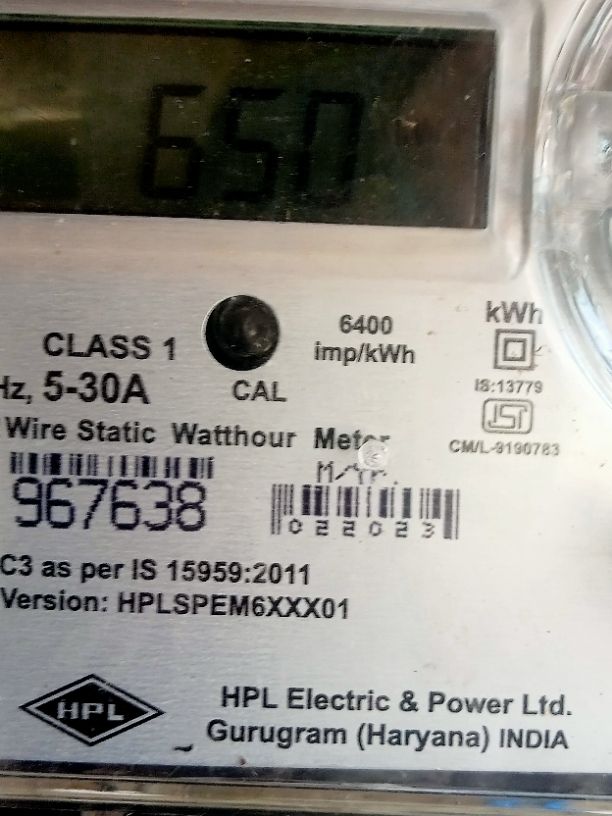 650
kWh
6400
imp/kWh
CLASS 1
Hz, 5-30A
CAL
IS:13779
Wire Static Watthour Meter
CM/L-9190783
M/Yr.
967638
022023
C3 as per IS 15959:2011
Version: HPLSPEM6XXX01
HPL
HPL Electric & Power Ltd.
Gurugram (Haryana) INDIA